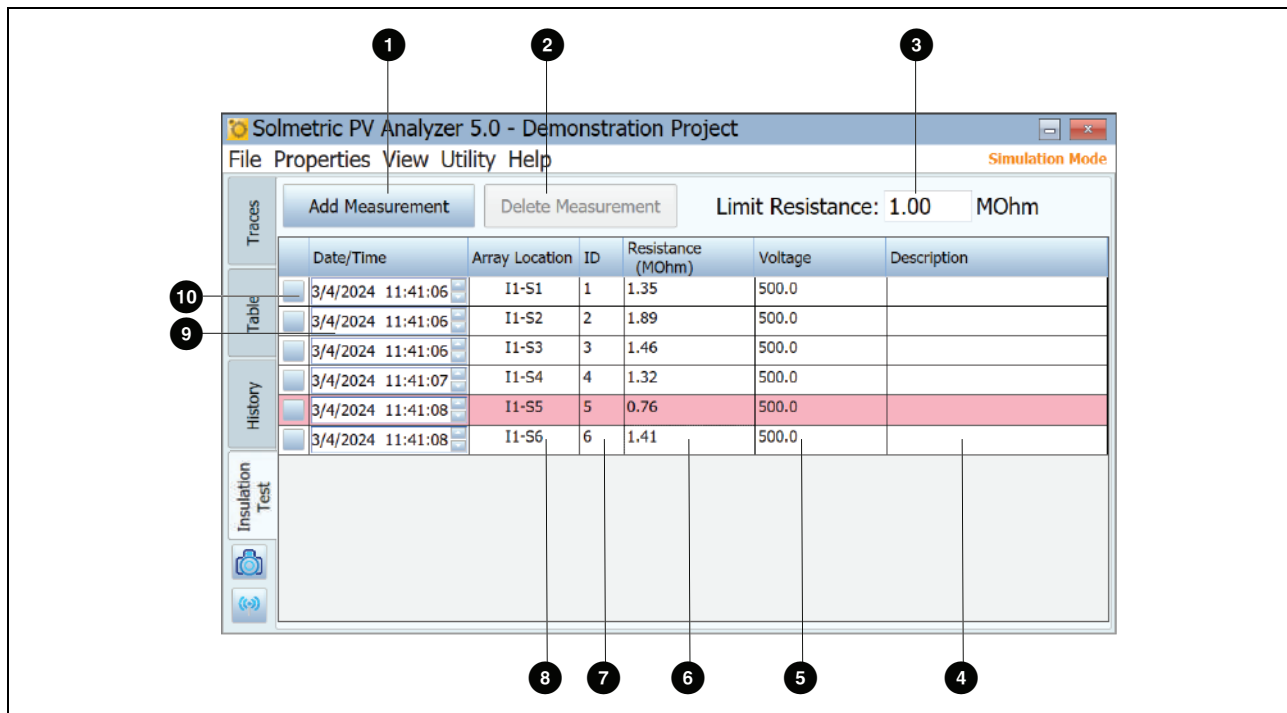 1 2 3
Solmetric PV Analyzer 5.0 - Demonstration Project
File Properties View Utility Help Simulation Mode
Traces
Table
History
Insulation
Test
Add Measurement Delete Measurement Limit Resistance: 1.00 MOhm
Date/Time Array Location ID Resistance (MOhm) Voltage Description
3/4/2024 11:41:06 I1-S1 1 1.35 500.0
3/4/2024 11:41:06 I1-S2 2 1.89 500.0
3/4/2024 11:41:06 I1-S3 3 1.46 500.0
3/4/2024 11:41:07 I1-S4 4 1.32 500.0
3/4/2024 11:41:08 I1-S5 5 0.76 500.0
3/4/2024 11:41:08 I1-S6 6 1.41 500.0
10
9
8 7 6 5 4